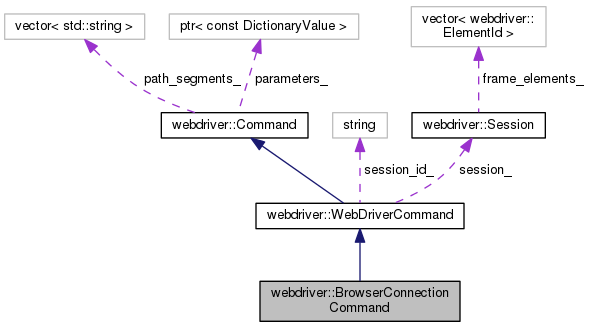 vector< std::string >
ptr< const DictionaryValue >
vector< webdriver::
ElementId >
path_segments_
parameters_
frame_elements_
webdriver::Command
string
webdriver::Session
session_id_
session_
webdriver::WebDriverCommand
webdriver::BrowserConnection
Command